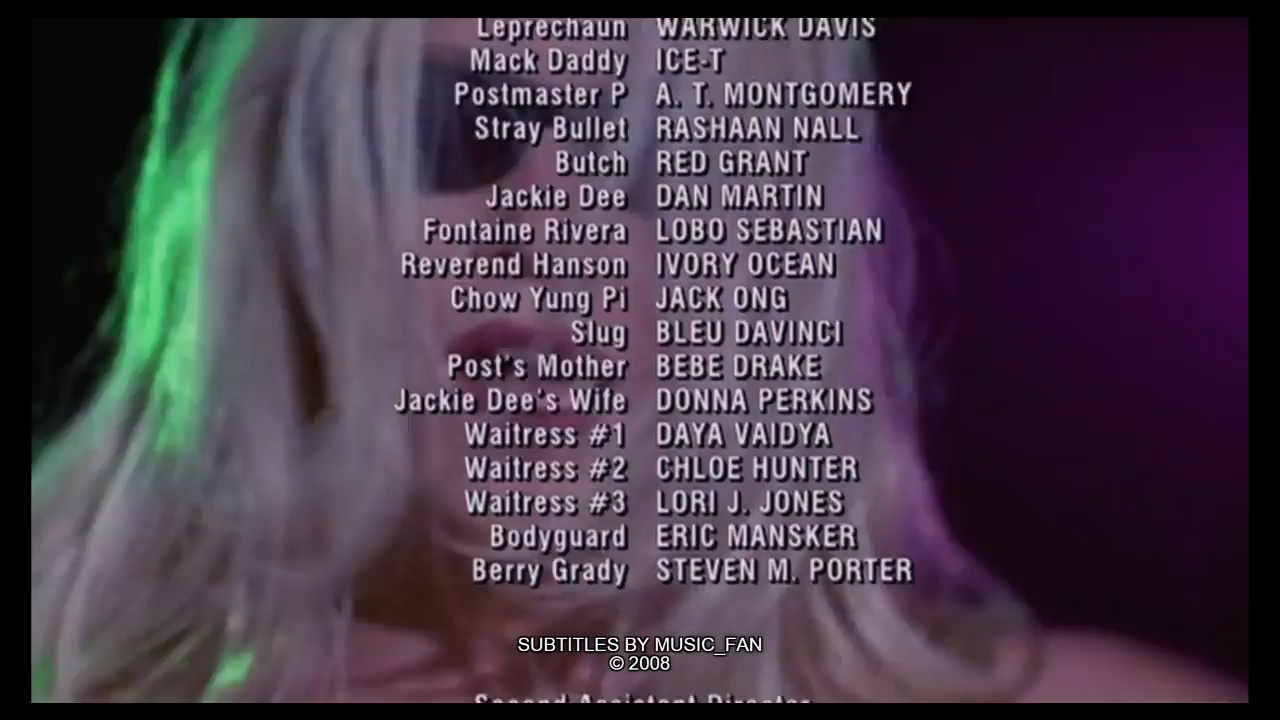 Leprechaun WARWICK DAVIS
Mack Daddy ICE-T
Postmaster P A. T. MONTGOMERY
Stray Bullet RASHAAN NALL
Butch RED GRANT
Jackie Dee DAN MARTIN
Fontaine Rivera LOBO SEBASTIAN
Reverend Hanson IVORY OCEAN
Chow Yung Pi JACK ONG
Slug BLEU DAVINCI
Post's Mother BEBE DRAKE
Jackie Dee's Wife DONNA PERKINS
Waitress #1 DAYA VAIDYA
Waitress #2 CHLOE HUNTER
Waitress #3 LORI J. JONES
Bodyguard ERIC MANSKER
Berry Grady STEVEN M. PORTER
SUBTITLES BY MUSIC_FAN
© 2008
Second Assistant Director